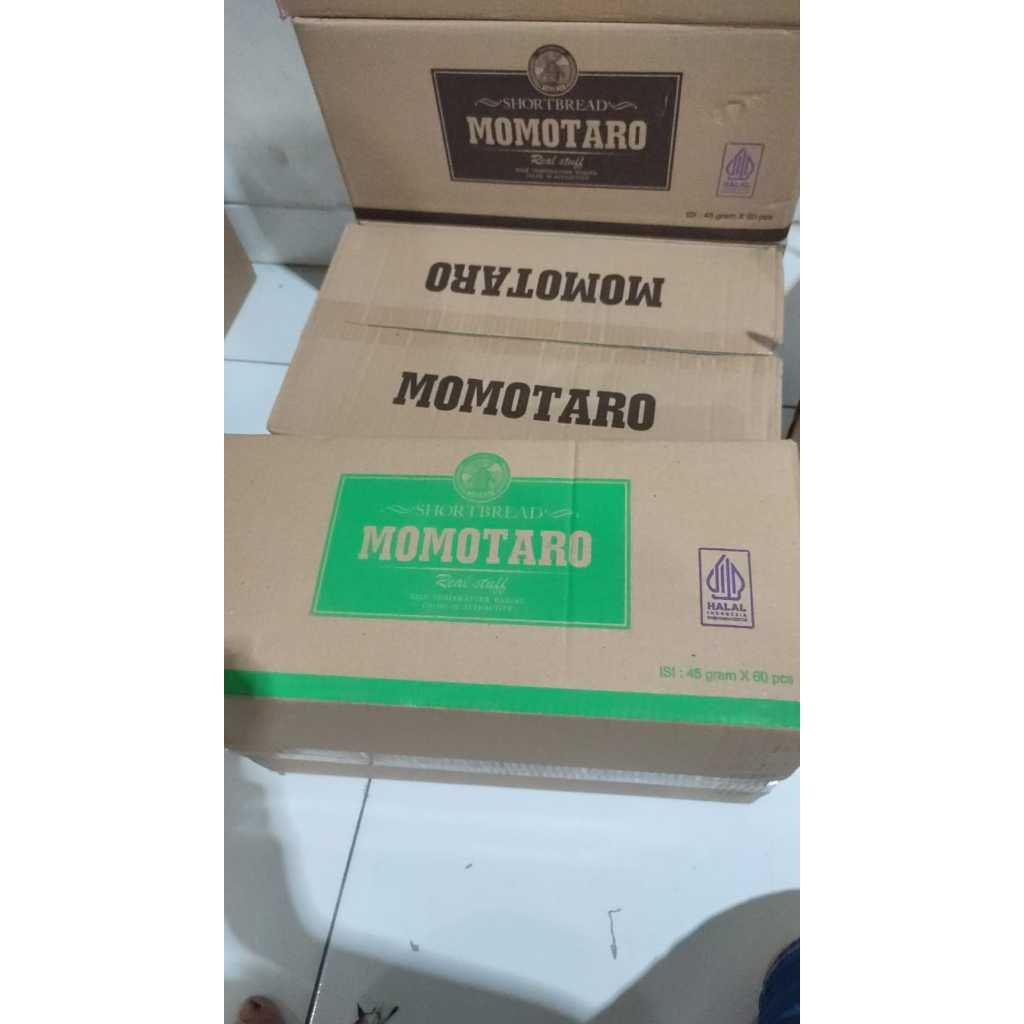 SHORTBREAD
MOMOTARO
Real stuff
HALAL
ISI : 45 gram X 60 pcs
MOMOTARO
MOMOTARO
SHORTBREAD
MOMOTARO
Real stuff
HALAL
INDONESIA
ISI : 45 gram X 60 pcs